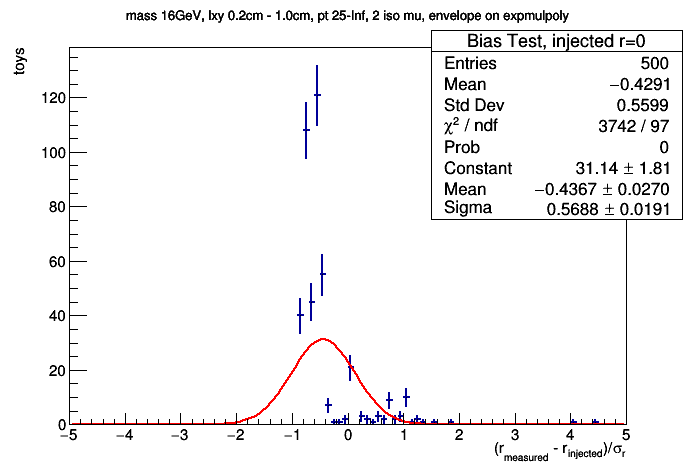 mass 16GeV, lxy 0.2cm - 1.0cm, pt 25-Inf, 2 iso mu, envelope on expmulpoly
Bias Test, injected r=0
Entries 500
Mean −0.4291
Std Dev 0.5599
χ² / ndf 3742 / 97
Prob 0
Constant 31.14 ± 1.81
Mean −0.4367 ± 0.0270
Sigma 0.5688 ± 0.0191
toys
120
100
80
60
40
20
0
−5 −4 −3 −2 −1 0 1 2 3 4 5
(r_measured - r_injected)/σ_r